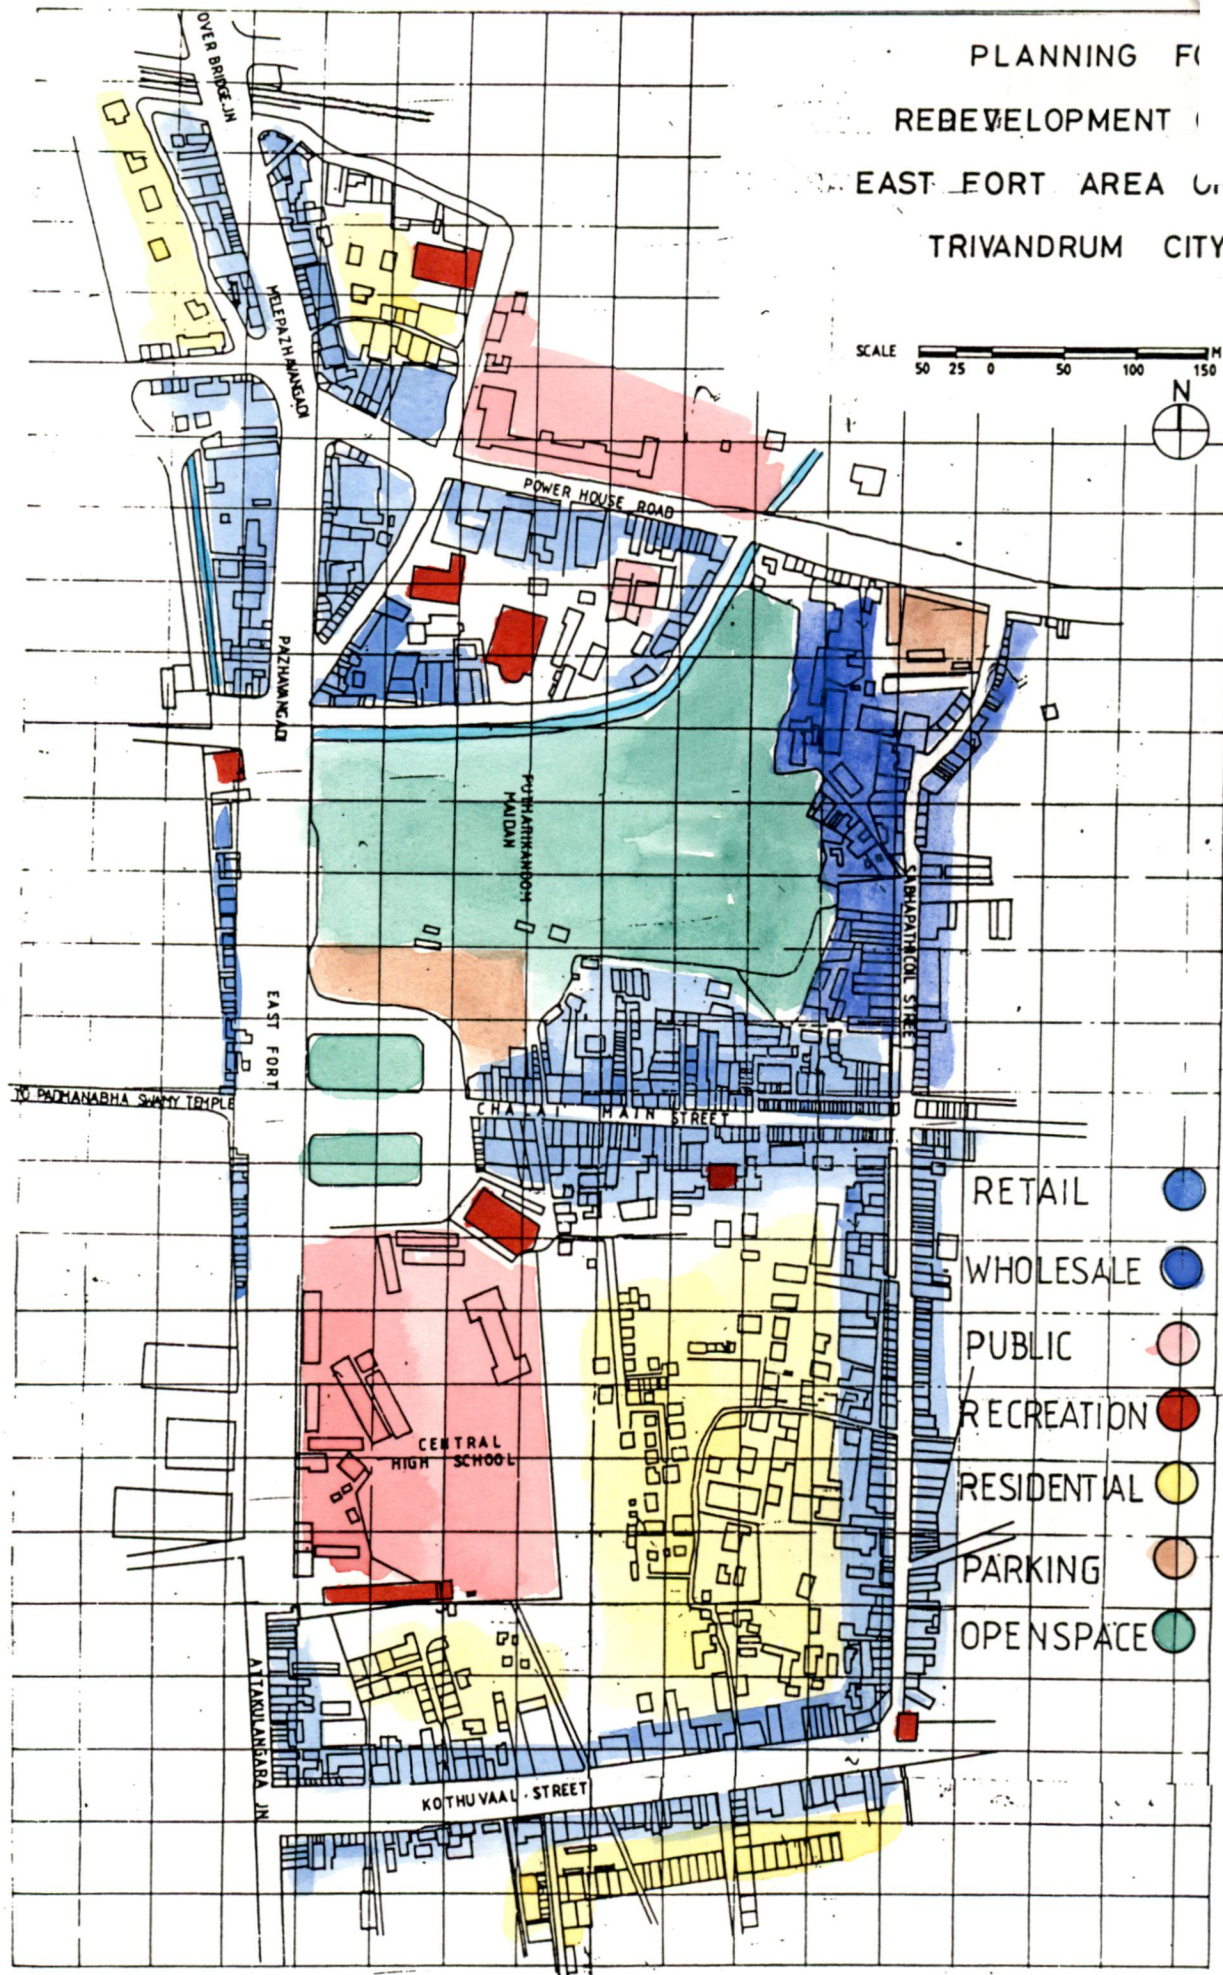 PLANNING
REDEVELOPMENT
EAST FORT AREA
TRIVANDRUM CITY
SCALE
M
50 25 0 50 100 150
N
OVER BRIDGE JN
MELEPAZHAVANGADI
POWER HOUSE ROAD
PAZHAVANGADI
PUTHARIKANDOM
MAIDAN
SABHAPATHICOIL STREET
EAST FORT
TO PADMANABHA SWAMY TEMPLE
CHALAI MAIN STREET
RETAIL
WHOLESALE
PUBLIC
RECREATION
RESIDENTIAL
PARKING
OPENSPACE
CENTRAL
HIGH SCHOOL
ATTAKULANGARA JN
KOTHUVAAL STREET